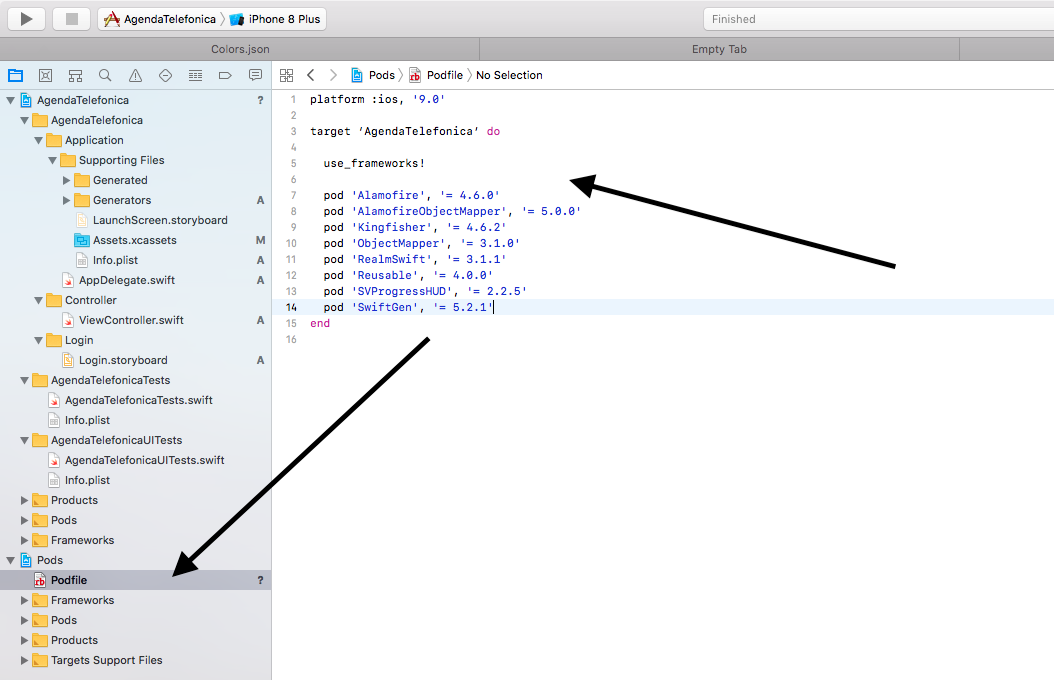 AgendaTelefonica iPhone 8 Plus Finished
Colors.json Empty Tab
Pods Podfile No Selection
AgendaTelefonica ?
AgendaTelefonica
Application
Supporting Files
Generated
Generators A
LaunchScreen.storyboard
Assets.xcassets M
Info.plist A
AppDelegate.swift A
Controller
ViewController.swift A
Login
Login.storyboard A
AgendaTelefonicaTests
AgendaTelefonicaTests.swift
Info.plist
AgendaTelefonicaUITests
AgendaTelefonicaUITests.swift
Info.plist
Products
Pods
Frameworks
Pods
rb Podfile ?
Frameworks
Pods
Products
Targets Support Files
1 platform :ios, '9.0'
2
3 target ‘AgendaTelefonica’ do
4
5 use_frameworks!
6
7 pod 'Alamofire', '= 4.6.0'
8 pod 'AlamofireObjectMapper', '= 5.0.0'
9 pod 'Kingfisher', '= 4.6.2'
10 pod 'ObjectMapper', '= 3.1.0'
11 pod 'RealmSwift', '= 3.1.1'
12 pod 'Reusable', '= 4.0.0'
13 pod 'SVProgressHUD', '= 2.2.5'
14 pod 'SwiftGen', '= 5.2.1'
15 end
16